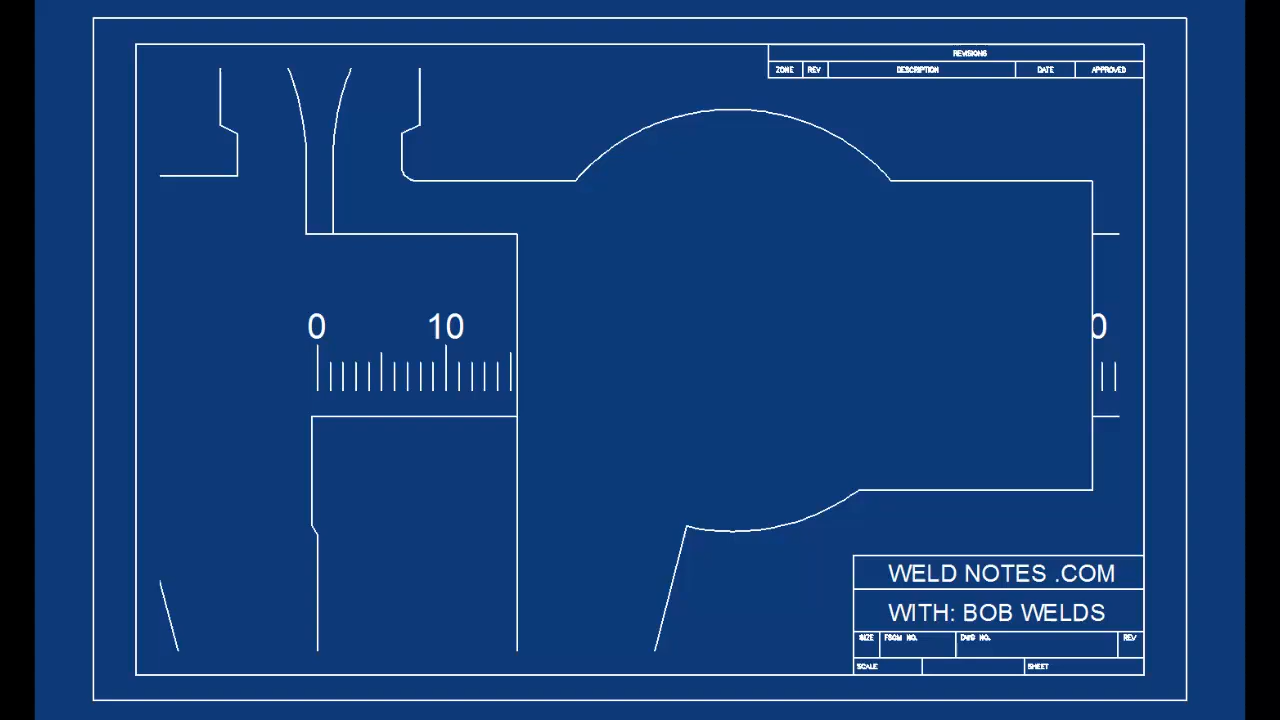 REVISIONS
ZONE REV DESCRIPTION DATE APPROVED
0 10 0
WELD NOTES .COM
WITH: BOB WELDS
SIZE FSCM NO. DWG NO. REV
SCALE SHEET